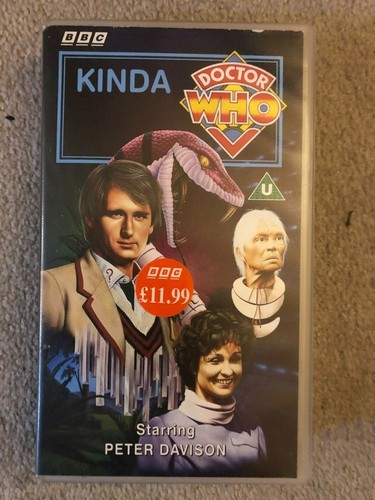 BBC
KINDA
DOCTOR
WHO
U
?
BBC
£11.99
Starring
PETER DAVISON